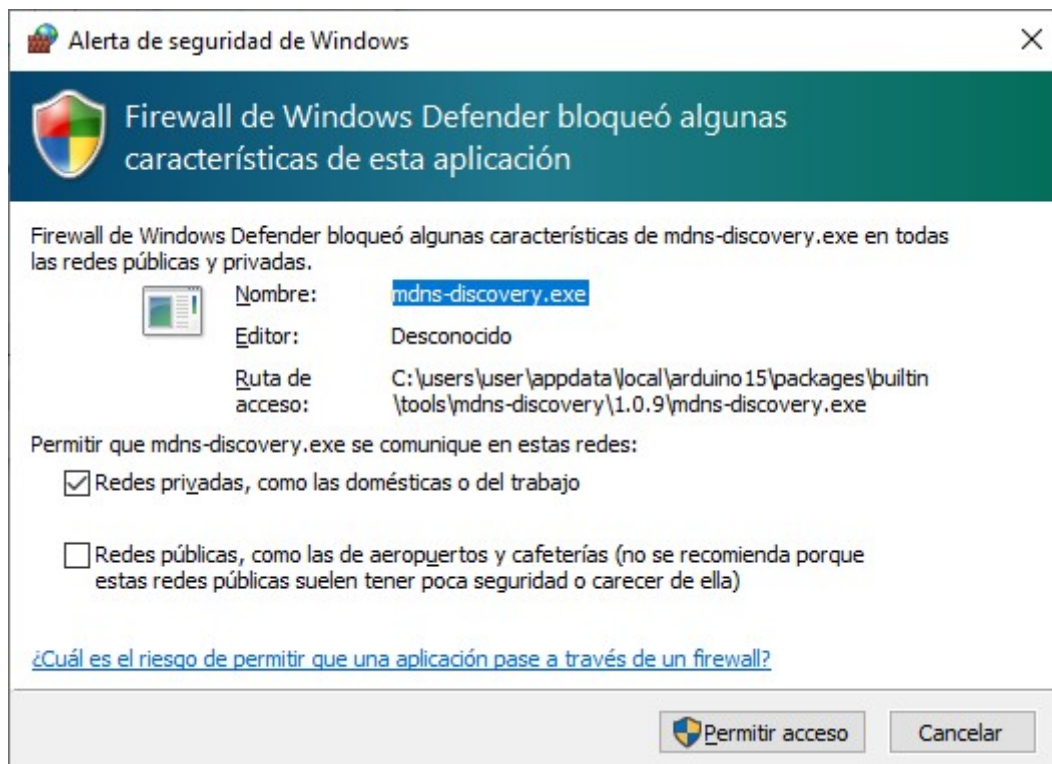 Alerta de seguridad de Windows
Firewall de Windows Defender bloqueó algunas
características de esta aplicación
Firewall de Windows Defender bloqueó algunas características de mdns-discovery.exe en todas
las redes públicas y privadas.
Nombre: mdns-discovery.exe
Editor: Desconocido
Ruta de acceso: C:\users\user\appdata\local\arduino15\packages\builtin
\tools\mdns-discovery\1.0.9\mdns-discovery.exe
Permitir que mdns-discovery.exe se comunique en estas redes:
Redes privadas, como las domésticas o del trabajo
Redes públicas, como las de aeropuertos y cafeterías (no se recomienda porque
estas redes públicas suelen tener poca seguridad o carecer de ella)
¿Cuál es el riesgo de permitir que una aplicación pase a través de un firewall?
Permitir acceso
Cancelar